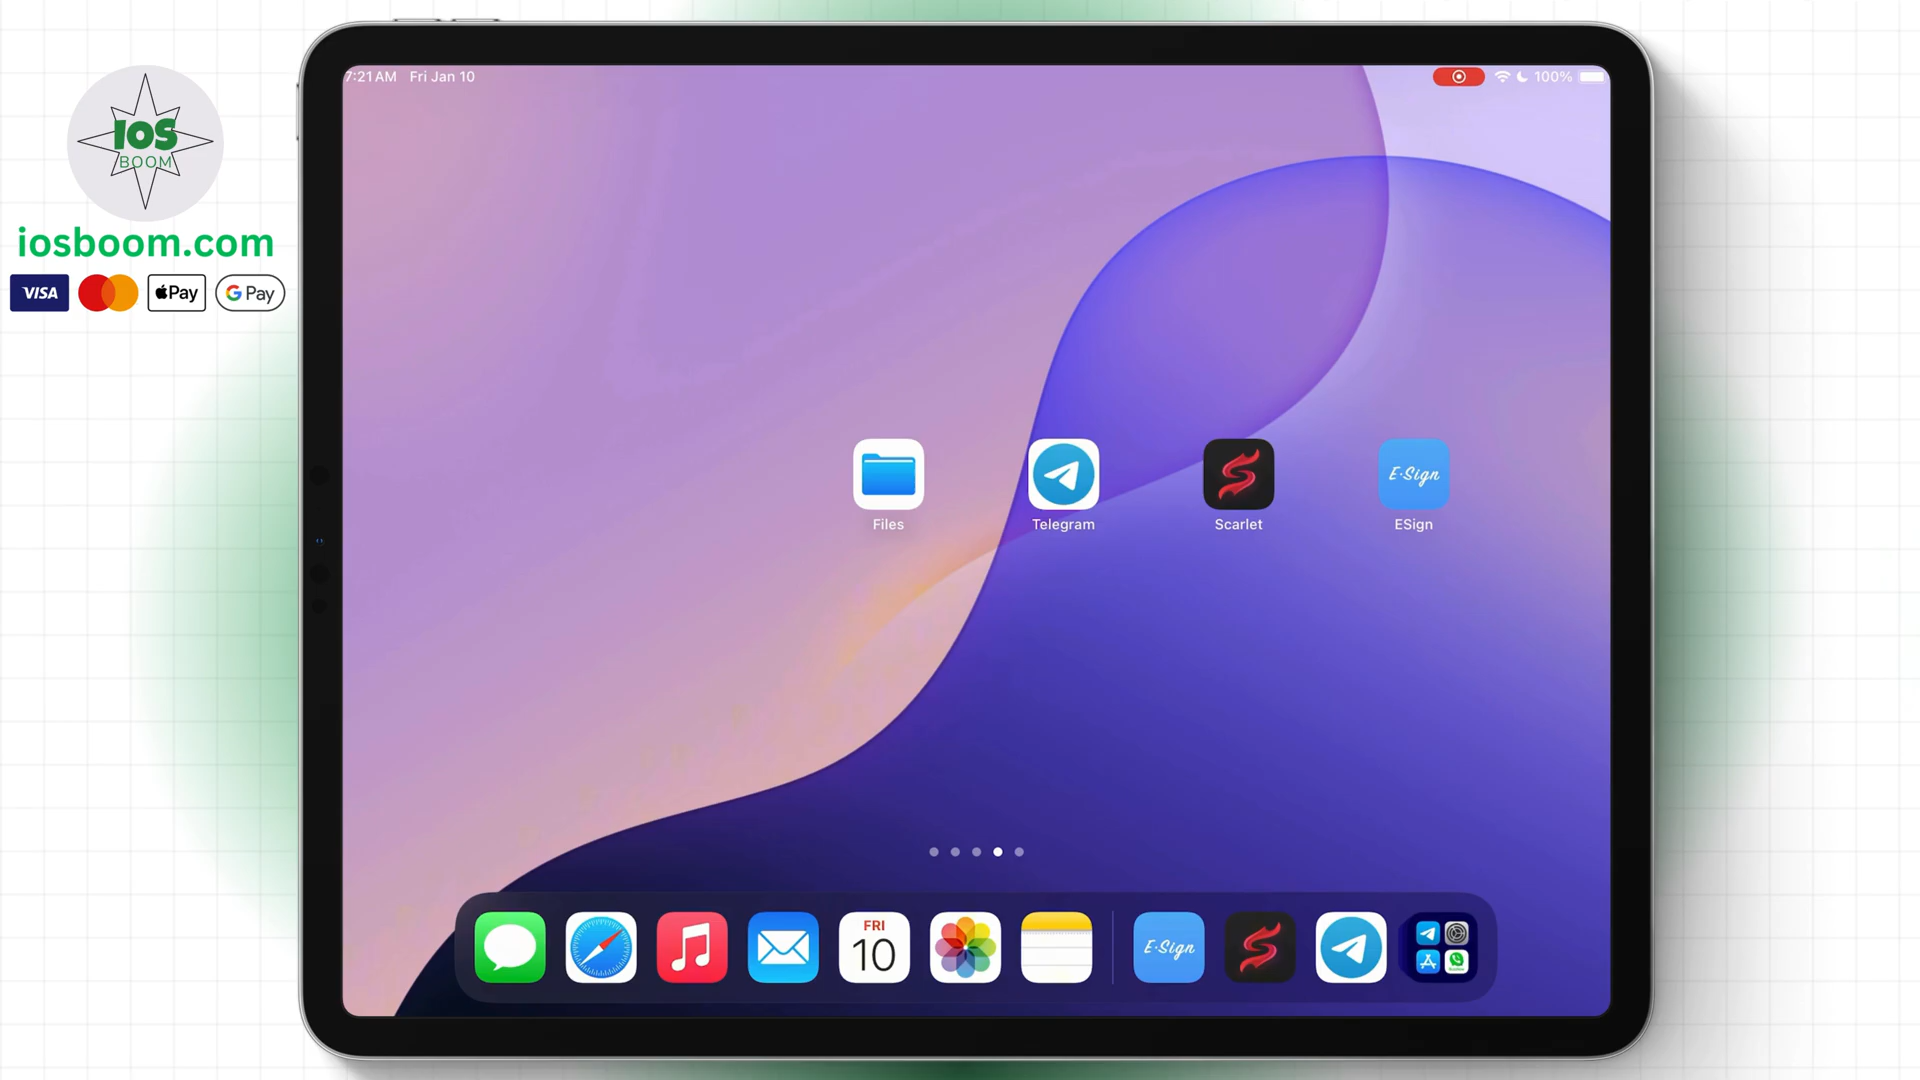 IOS
BOOM
iosboom.com
VISA
Pay
G Pay
7:21 AM Fri Jan 10
100%
Files
Telegram
Scarlet
E·Sign
ESign
FRI
10
E·Sign